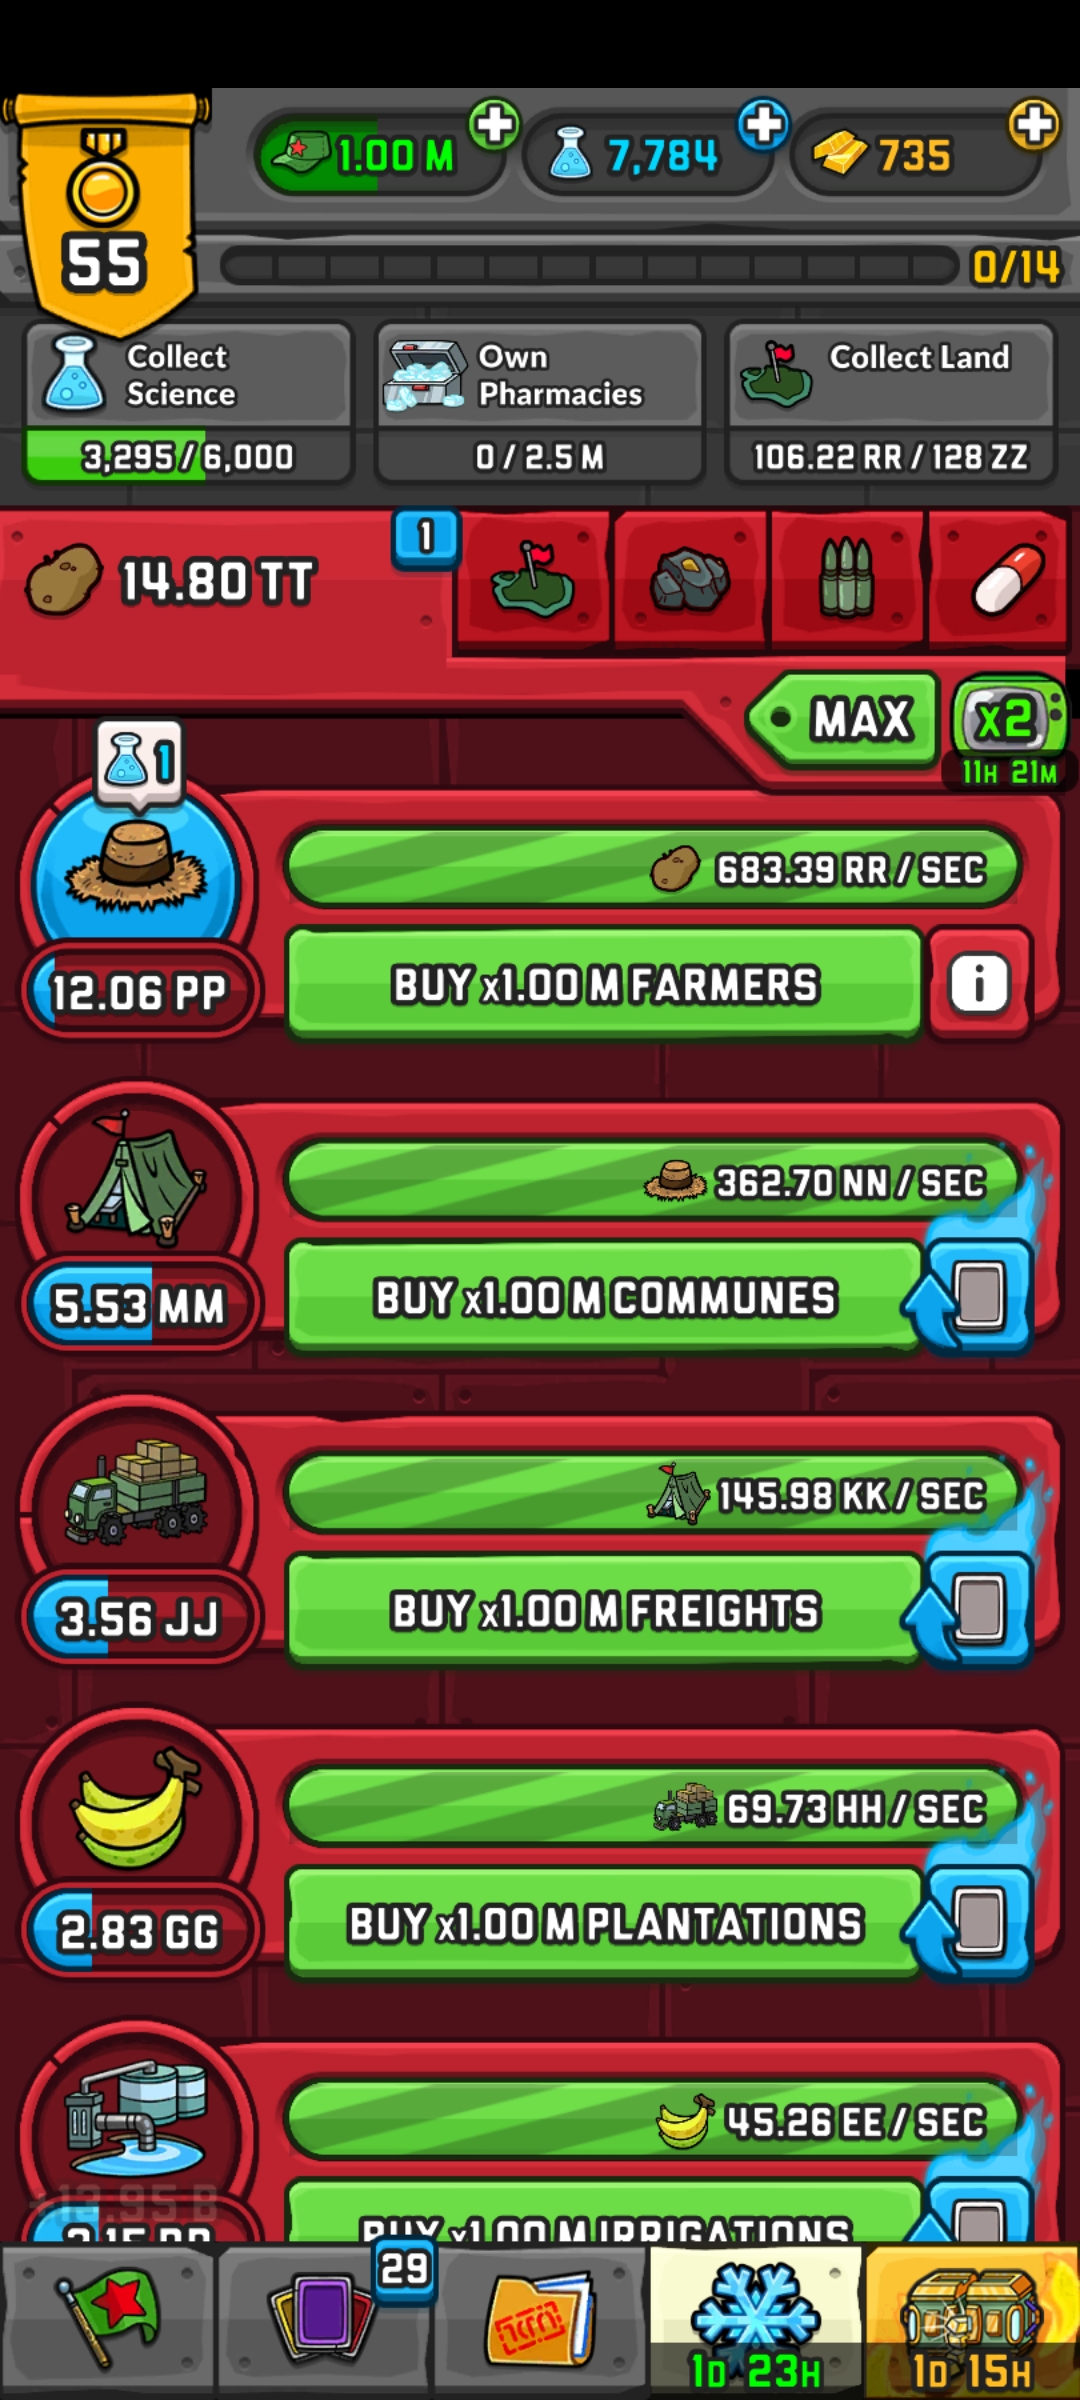 55
1.00 M
7,784
735
0/14
Collect Science
3,295/6,000
Own Pharmacies
0/2.5 M
Collect Land
106.22 RR/128 ZZ
14.80 TT
1
MAX
x2
11H 21M
1
683.39 RR/SEC
12.06 PP
BUY x1.00 M FARMERS
i
362.70 NN/SEC
5.53 MM
BUY x1.00 M COMMUNES
145.98 KK/SEC
3.56 JJ
BUY x1.00 M FREIGHTS
69.73 HH/SEC
2.83 GG
BUY x1.00 M PLANTATIONS
45.26 EE/SEC
BUY x1.00 M IRRIGATIONS
29
1D 23H
1D 15H